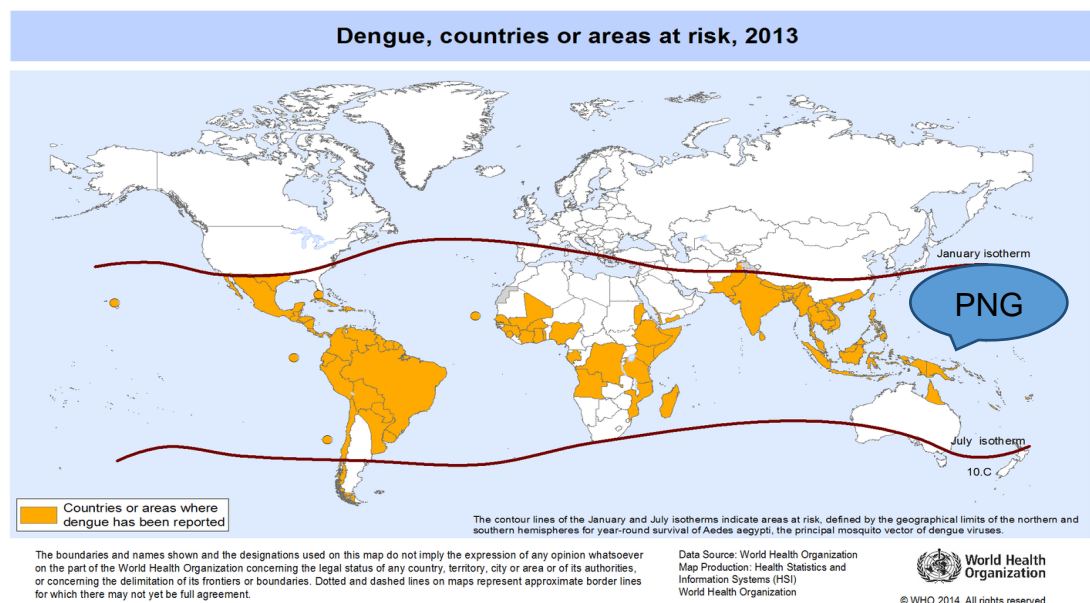 Dengue, countries or areas at risk, 2013
January isotherm
PNG
July isotherm
10.C
Countries or areas where
dengue has been reported
The contour lines of the January and July isotherms indicate areas at risk, defined by the geographical limits of the northern and
southern hemispheres for year-round survival of Aedes aegypti, the principal mosquito vector of dengue viruses.
The boundaries and names shown and the designations used on this map do not imply the expression of any opinion whatsoever
on the part of the World Health Organization concerning the legal status of any country, territory, city or area or of its authorities,
or concerning the delimitation of its frontiers or boundaries. Dotted and dashed lines on maps represent approximate border lines
for which there may not yet be full agreement.
Data Source: World Health Organization
Map Production: Health Statistics and
Information Systems (HSI)
World Health Organization
World Health
Organization
© WHO 2014. All rights reserved